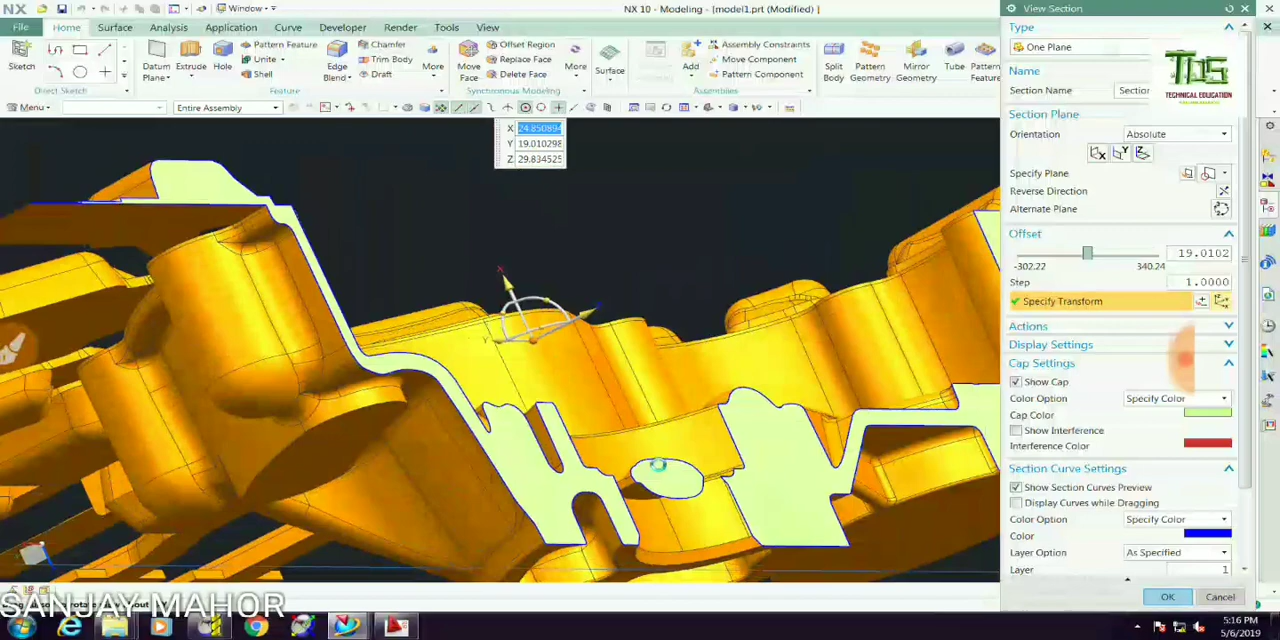 NX
Window
NX 10 - Modeling - [model1.prt (Modified) ]
View Section
File
Home
Surface
Analysis
Curve
Developer
Application
Render
Tools
View
Type
One Plane
Sketch
Datum Plane
Extrude
Hole
Pattern Feature
Unite
Shell
Edge Blend
Chamfer
Trim Body
Draft
More
Move Face
Offset Region
Replace Face
Delete Face
More
Surface
Add
Assembly Constraints
Move Component
Pattern Component
Split Body
Pattern Geometry
Mirror Geometry
Tube
Pattern Feature
Direct Sketch
Feature
Synchronous Modeling
Assemblies
Menu
Entire Assembly
TECHNICAL EDUCATION
Name
Section Name
Section
Section Plane
Orientation
Absolute
X
Y
Z
Specify Plane
Reverse Direction
Alternate Plane
Offset
19.0102
-302.22
340.24
Step
1.0000
Specify Transform
Actions
Display Settings
Cap Settings
Show Cap
Color Option
Specify Color
Cap Color
Show Interference
Interference Color
Section Curve Settings
Show Section Curves Preview
Display Curves while Dragging
Color Option
Specify Color
Color
Layer Option
As Specified
Layer
1
OK
Cancel
X 24.850894
Y 19.010298
Z 29.834525
X
Y
SANJAY MAHOR
5:16 PM
5/6/2019